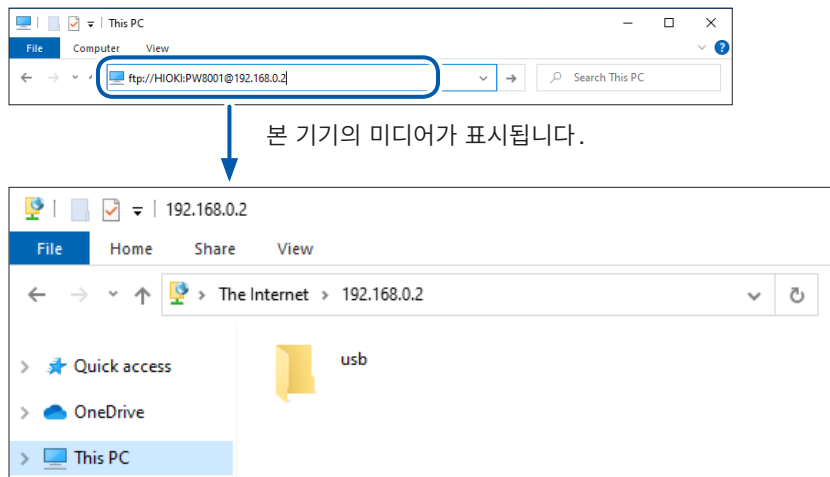 This PC
File Computer View
ftp://HIOKI:PW8001@192.168.0.2 Search This PC
본 기기의 미디어가 표시됩니다.
192.168.0.2
File Home Share View
The Internet > 192.168.0.2
Quick access
usb
OneDrive
This PC